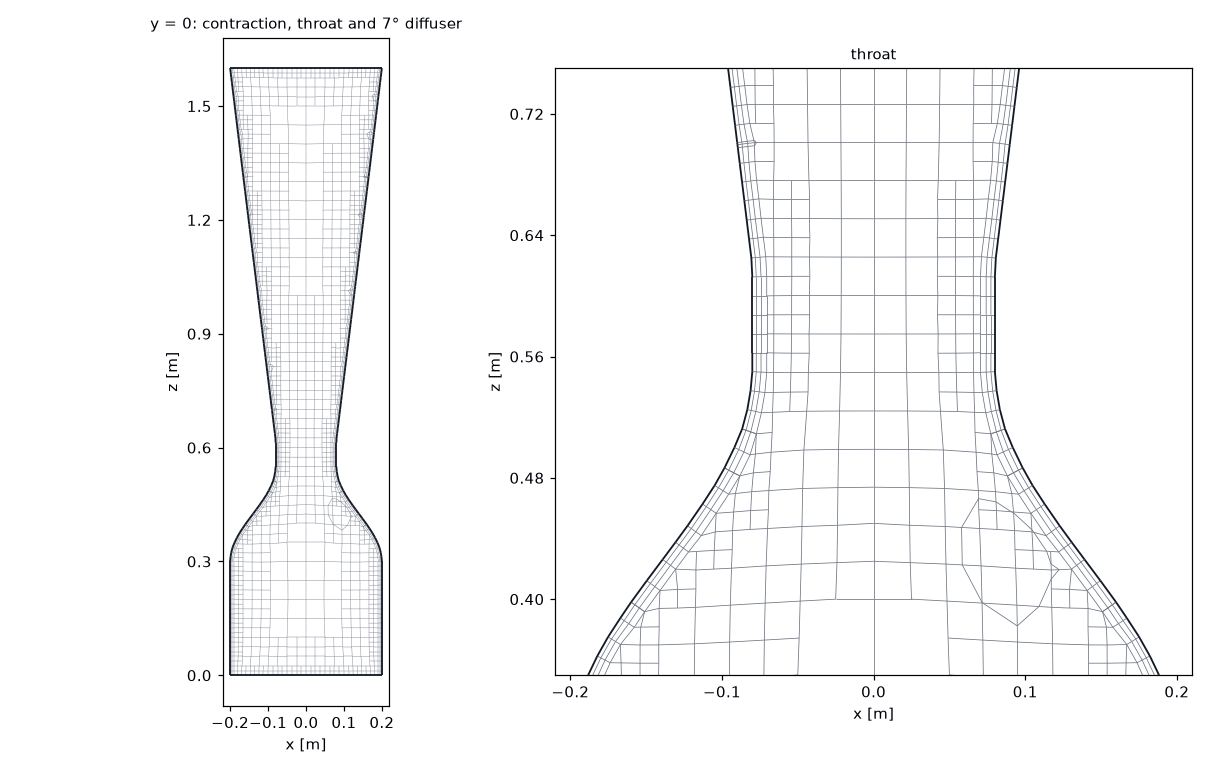 y = 0: contraction, throat and 7° diffuser
1.5
1.2
0.9
0.6
0.3
0.0
z [m]
−0.2 −0.1 0.0 0.1 0.2
x [m]
throat
0.72
0.64
0.56
0.48
0.40
z [m]
−0.2 −0.1 0.0 0.1 0.2
x [m]